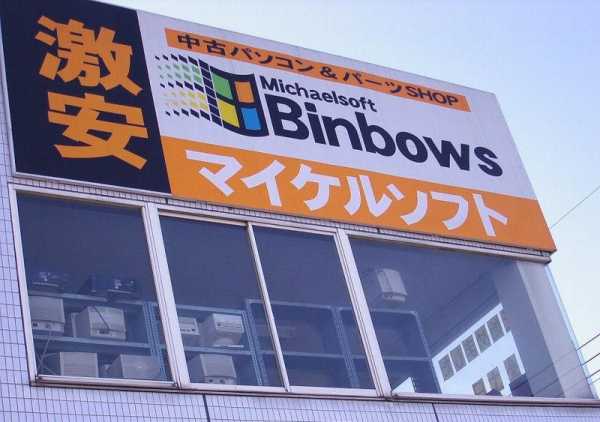 激安
中古パソコン&パーツSHOP
Michaelsoft
Binbows
マイケルソフト